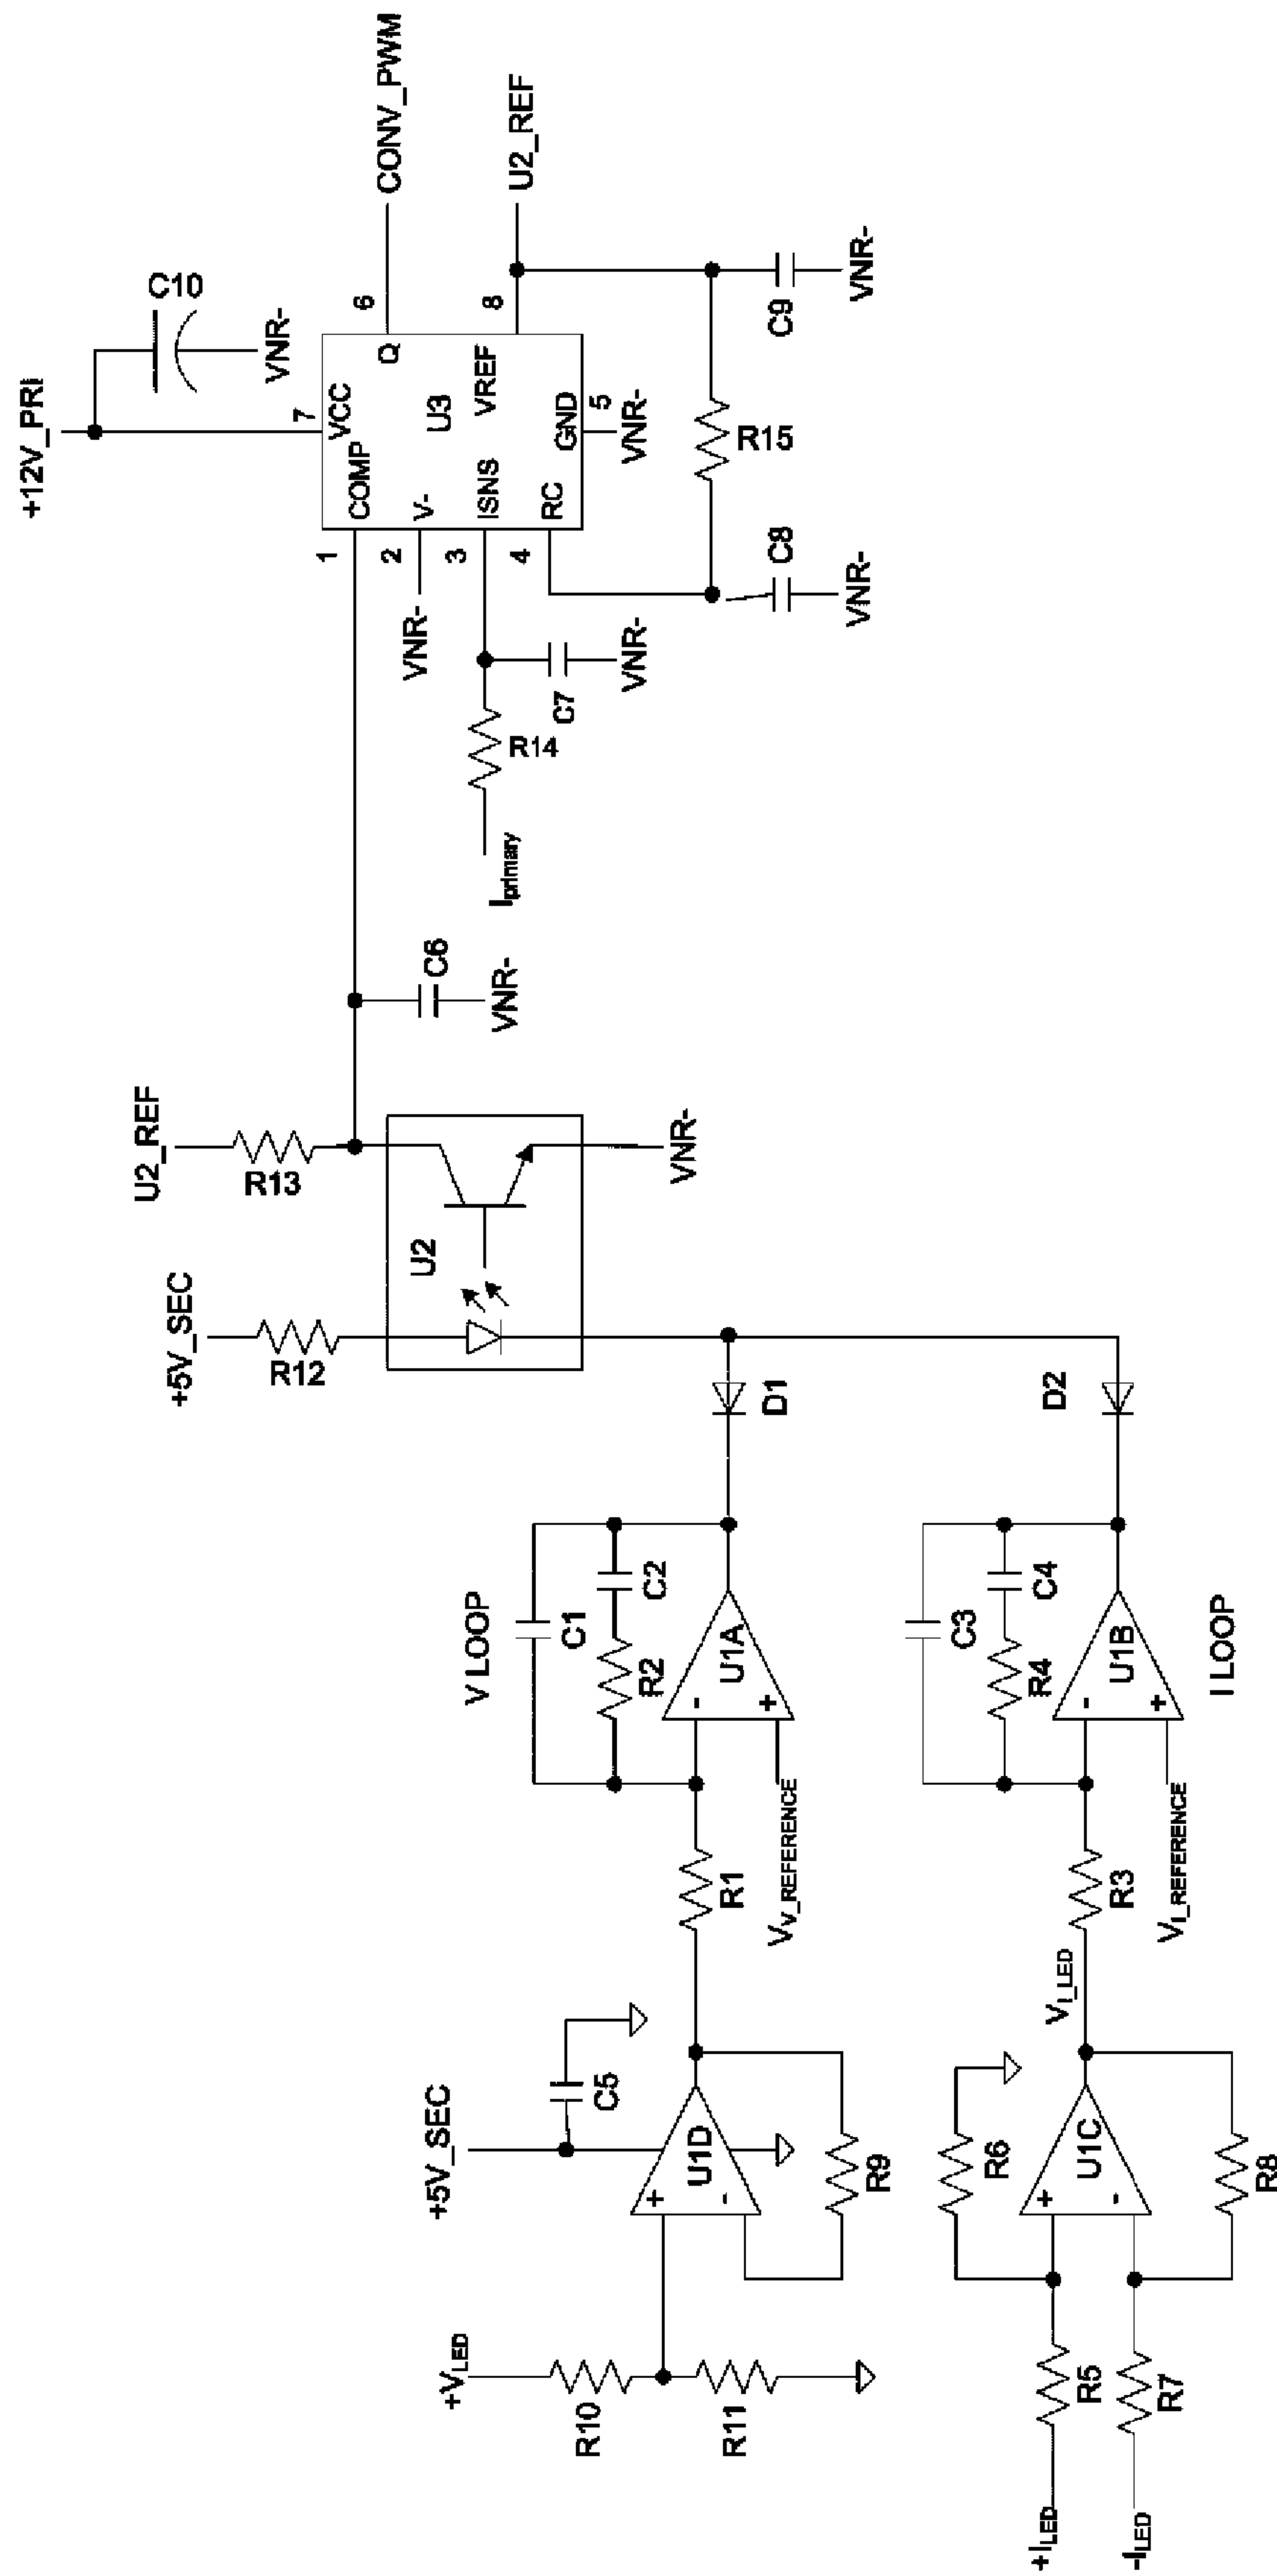 +12V_PRI
C10
VNR-
CONV_PWM
U2_REF
7
VCC
6
Q
8
VREF
U3
COMP
1
V-
2
ISNS
3
RC
4
GND
5
VNR-
VNR-
R15
C9
VNR-
C8
VNR-
C7
VNR-
R14
Iprimary
C6
VNR-
U2_REF
R13
+5V_SEC
R12
U2
VNR-
D1
D2
V LOOP
C1
C2
R2
U1A
-
+
R1
VV_REFERENCE
C3
C4
R4
U1B
-
+
I LOOP
R3
VI_REFERENCE
VI_LED
+5V_SEC
C5
U1D
+
-
R9
+VLED
R10
R11
R6
U1C
+
-
R8
R5
R7
+ILED
-ILED